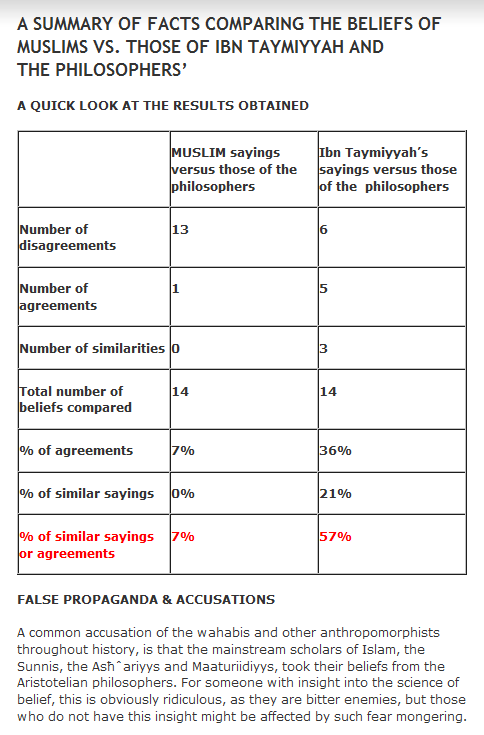 A SUMMARY OF FACTS COMPARING THE BELIEFS OF
MUSLIMS VS. THOSE OF IBN TAYMIYYAH AND
THE PHILOSOPHERS’
A QUICK LOOK AT THE RESULTS OBTAINED
MUSLIM sayings
versus those of the
philosophers
Ibn Taymiyyah’s
sayings versus those
of the philosophers
Number of
disagreements
13
6
Number of
agreements
1
5
Number of similarities
0
3
Total number of
beliefs compared
14
14
% of agreements
7%
36%
% of similar sayings
0%
21%
% of similar sayings
or agreements
7%
57%
FALSE PROPAGANDA & ACCUSATIONS
A common accusation of the wahabis and other anthropomorphists
throughout history, is that the mainstream scholars of Islam, the
Sunnis, the Asħˆariyys and Maaturiidiyys, took their beliefs from the
Aristotelian philosophers. For someone with insight into the science of
belief, this is obviously ridiculous, as they are bitter enemies, but those
who do not have this insight might be affected by such fear mongering.